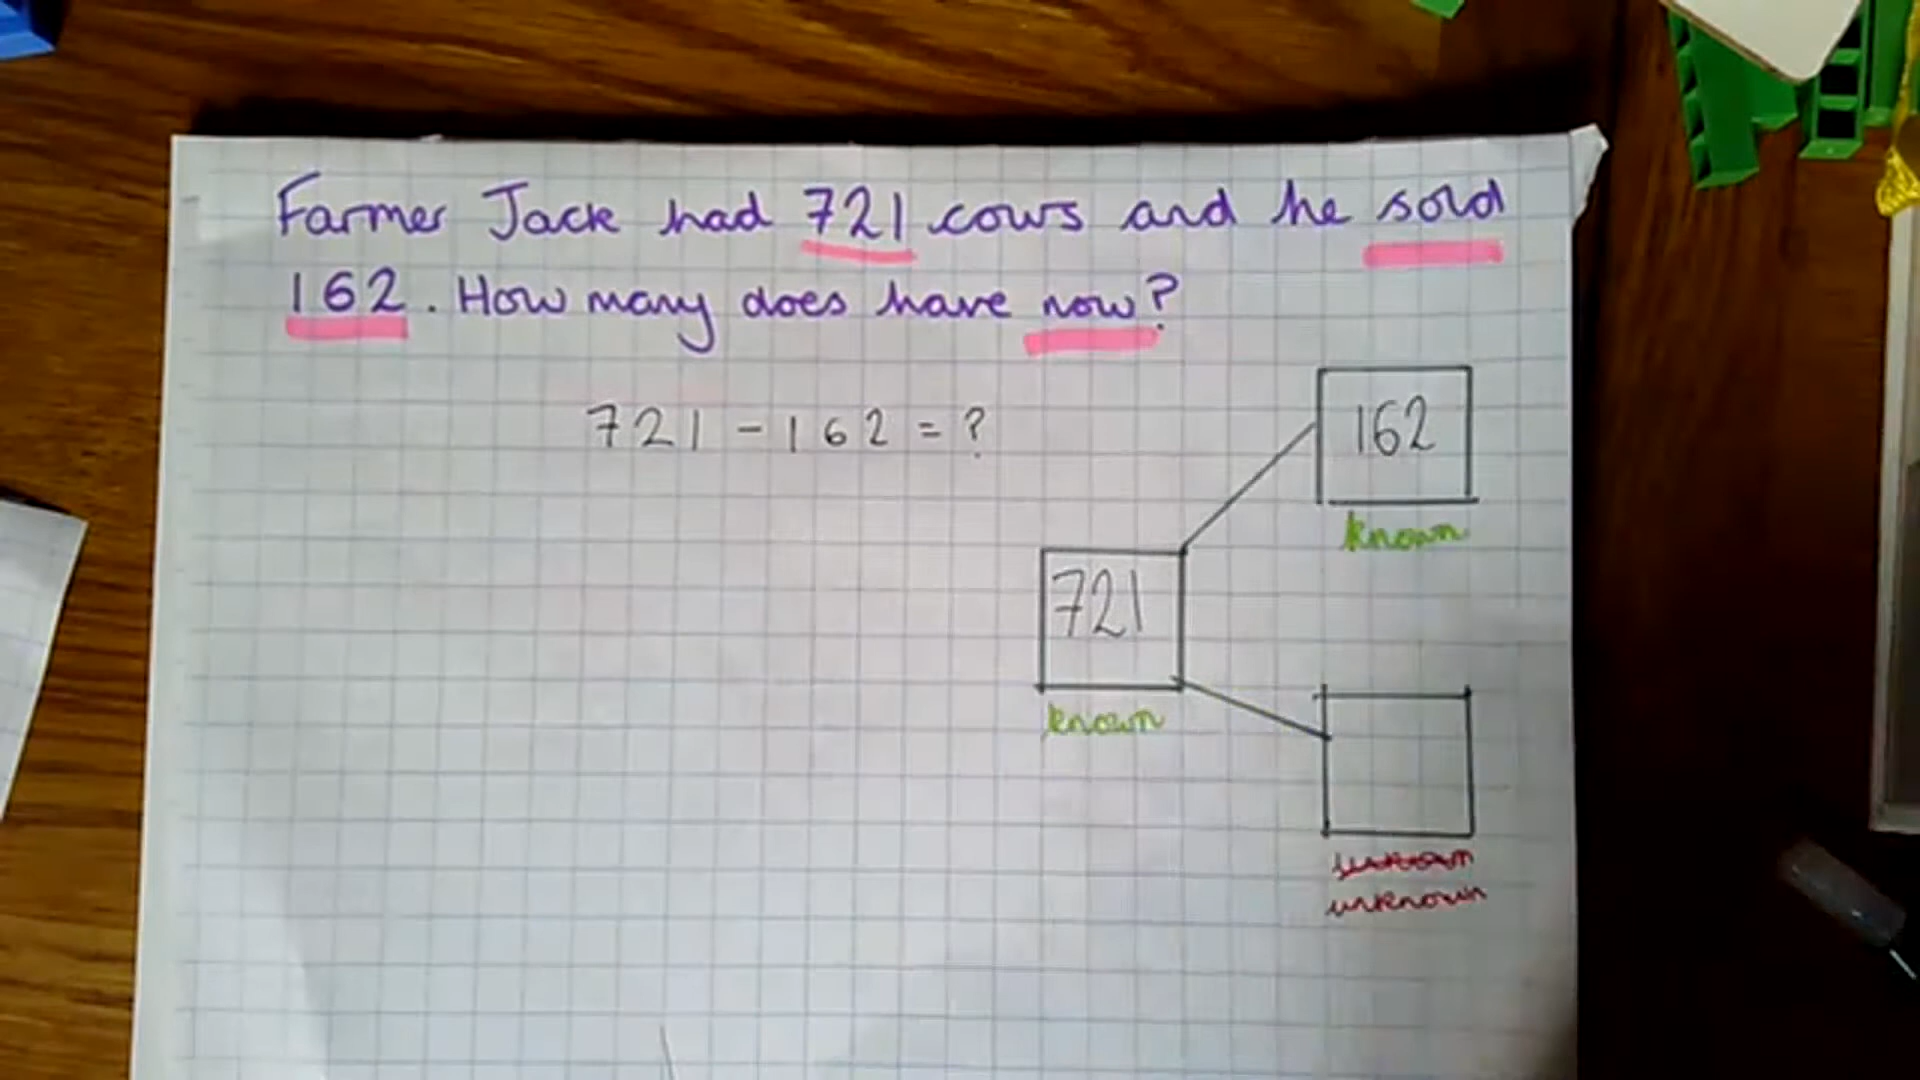 Farmer Jack had 721 cows and he sold
162. How many does have now?
721 - 162 = ?
162
known
721
known
unknown